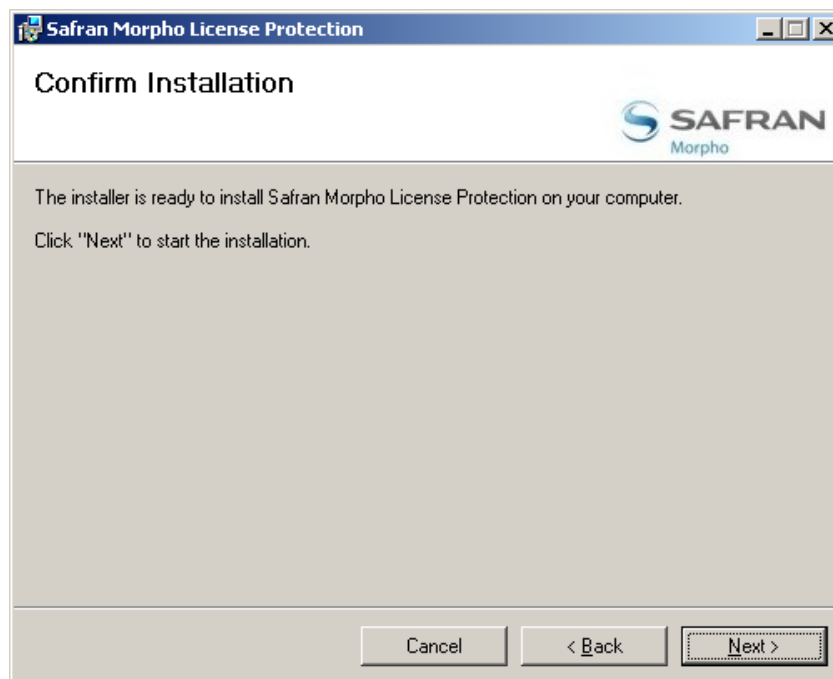 Safran Morpho License Protection
Confirm Installation
SAFRAN
Morpho
The installer is ready to install Safran Morpho License Protection on your computer.
Click "Next" to start the installation.
Cancel
< Back
Next >